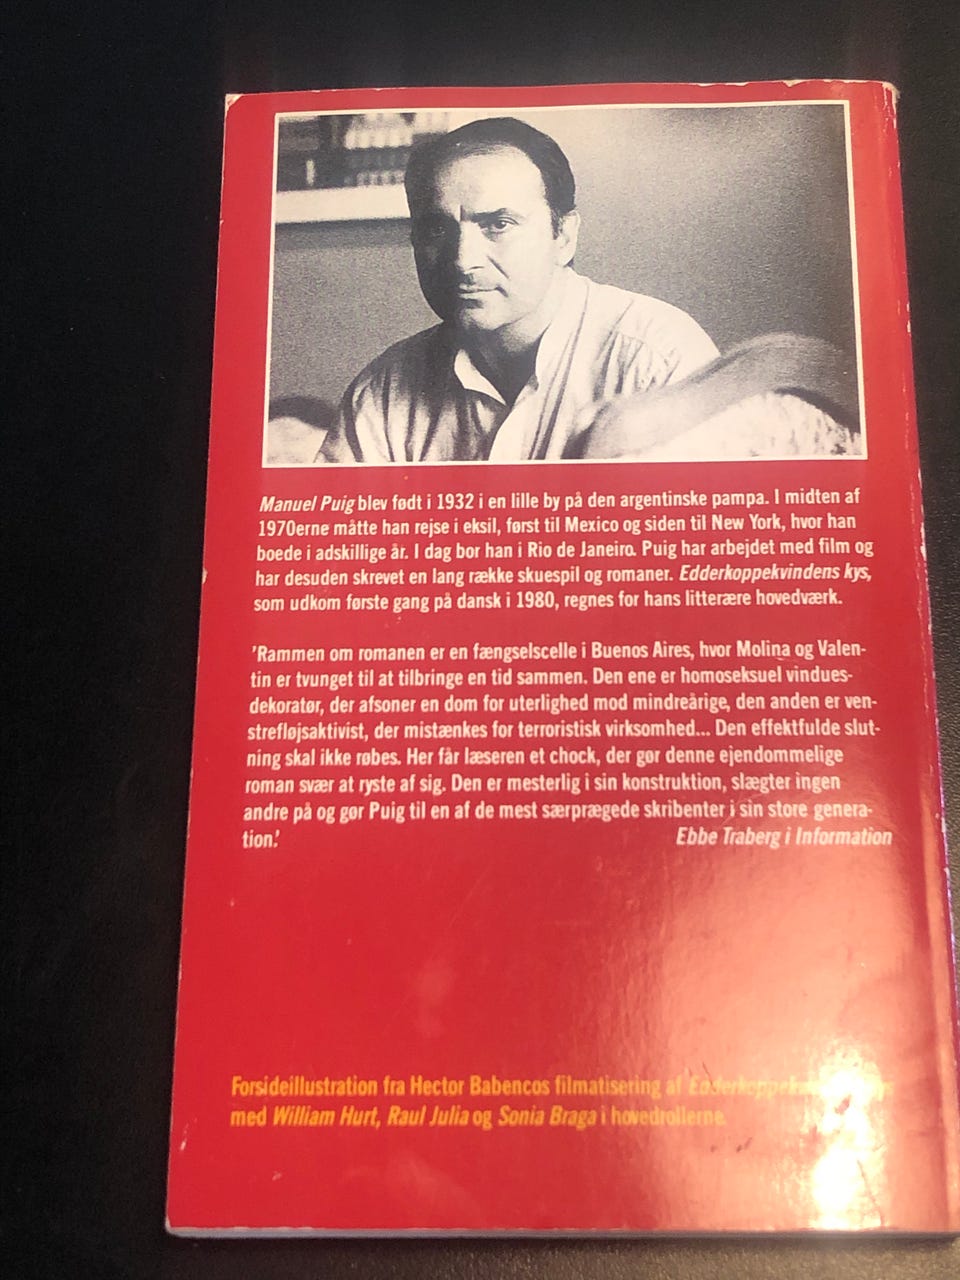 Manuel Puig blev født i 1932 i en lille by på den argentinske pampa. I midten af
1970erne måtte han rejse i eksil, først til Mexico og siden til New York, hvor han
boede i adskillige år. I dag bor han i Rio de Janeiro. Puig har arbejdet med film og
har desuden skrevet en lang række skuespil og romaner. Edderkoppekvindens kys,
som udkom første gang på dansk i 1980, regnes for hans litterære hovedværk.
'Rammen om romanen er en fængselscelle i Buenos Aires, hvor Molina og Valen-
tin er tvunget til at tilbringe en tid sammen. Den ene er homoseksuel vindues-
dekoratør, der afsoner en dom for uterlighed mod mindreårige, den anden er ven-
strefløjsaktivist, der mistænkes for terroristisk virksomhed... Den effektfulde slut-
ning skal ikke røbes. Her får læseren et chock, der gør denne ejendommelige
roman svær at ryste af sig. Den er mesterlig i sin konstruktion, slægter ingen
andre på og gør Puig til en af de mest særprægede skribenter i sin store genera-
tion.'
Ebbe Traberg i Information
Forsideillustration fra Hector Babencos filmatisering af Edderkoppekvindens kys
med William Hurt, Raul Julia og Sonia Braga i hovedrollerne.